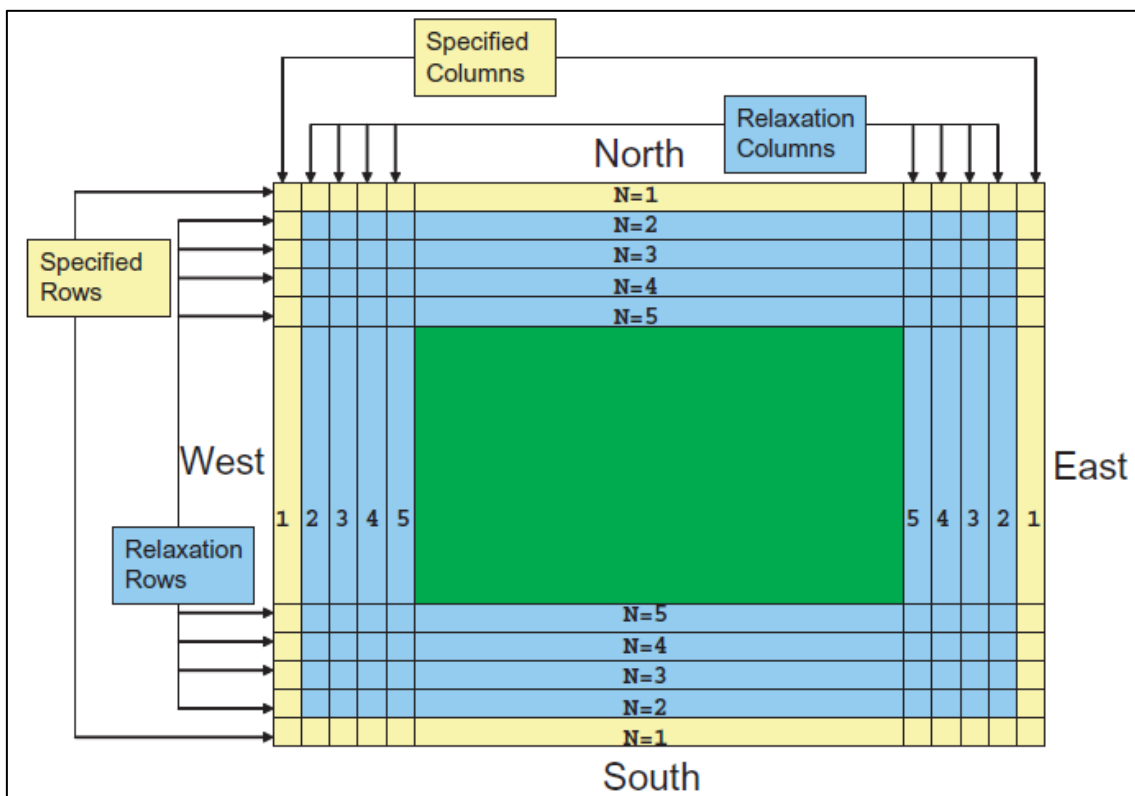 Specified
Columns
Relaxation
Columns
North
N=1
N=2
N=3
N=4
N=5
Specified
Rows
West
East
1 2 3 4 5 5 4 3 2 1
Relaxation
Rows
N=5
N=4
N=3
N=2
N=1
South